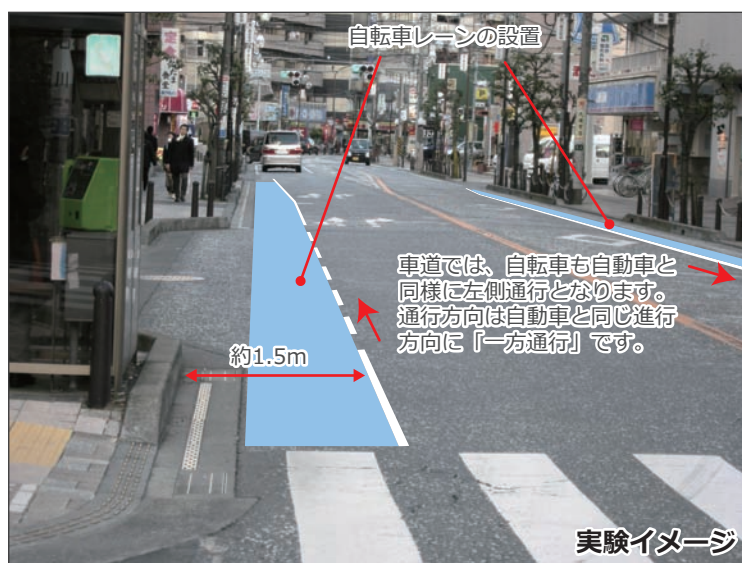 自転車レーンの設置
車道では、自転車も自動車と
同様に左側通行となります。
通行方向は自動車と同じ進行
方向に「一方通行」です。
約1.5m
実験イメージ